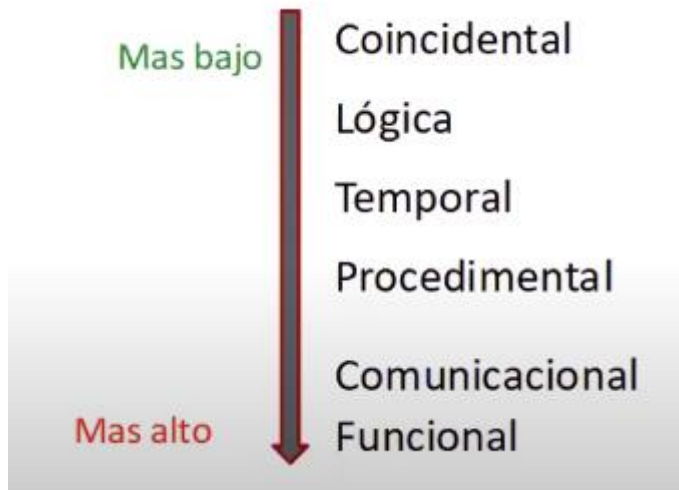 Mas bajo
Coincidental
Lógica
Temporal
Procedimental
Comunicacional
Mas alto
Funcional